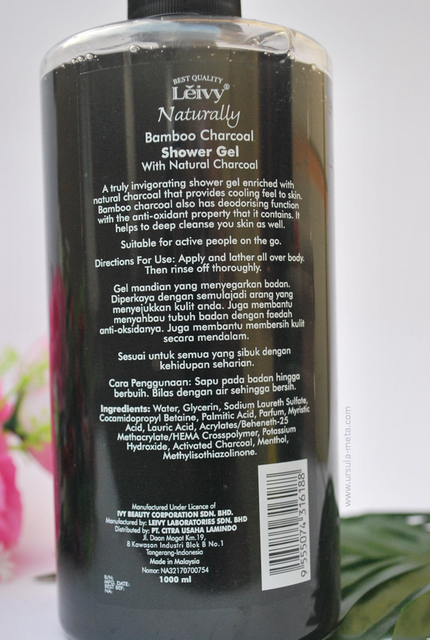 BEST QUALITY
Lĕivy®
Naturally
Bamboo Charcoal
Shower Gel
With Natural Charcoal
A truly invigorating shower gel enriched with
natural charcoal that provides cooling feel to skin.
Bamboo charcoal also has deodorising function
with the anti-oxidant property that it contains. It
helps to deep cleanse you skin as well.
Suitable for active people on the go.
Directions For Use: Apply and lather all over body.
Then rinse off thoroughly.
Gel mandian yang menyegarkan badan.
Diperkaya dengan semulajadi arang yang
menyejukkan kulit anda. Juga membantu
menyahbau tubuh badan dengan faedah
anti-oksidanya. Juga membantu membersih kulit
secara mendalam.
Sesuai untuk semua yang sibuk dengan
kehidupan seharian.
Cara Penggunaan: Sapu pada badan hingga
berbuih. Bilas dengan air sehingga bersih.
Ingredients: Water, Glycerin, Sodium Laureth Sulfate,
Cocamidopropyl Betaine, Palmitic Acid, Parfum, Myristic
Acid, Lauric Acid, Acrylates/Beheneth-25
Methacrylate/HEMA Crosspolymer, Potassium
Hydroxide, Activated Charcoal, Menthol,
Methylisothiazolinone.
Manufactured Under Licence of
IVY BEAUTY CORPORATION SDN. BHD.
Manufactured by: LEIVY LABORATORIES SDN. BHD
Distributed by: PT. CITRA USAHA LAMINDO
Jl. Daan Mogot Km.19,
Kawasan Industri Blok B No.1
Tangerang-Indonesia
Made in Malaysia
Nomor: NA32170700754
1000 ml
B/N:
MFD. DATE:
BEST BEF:
NA:
9 555074 316188
www.ursula-meta.com